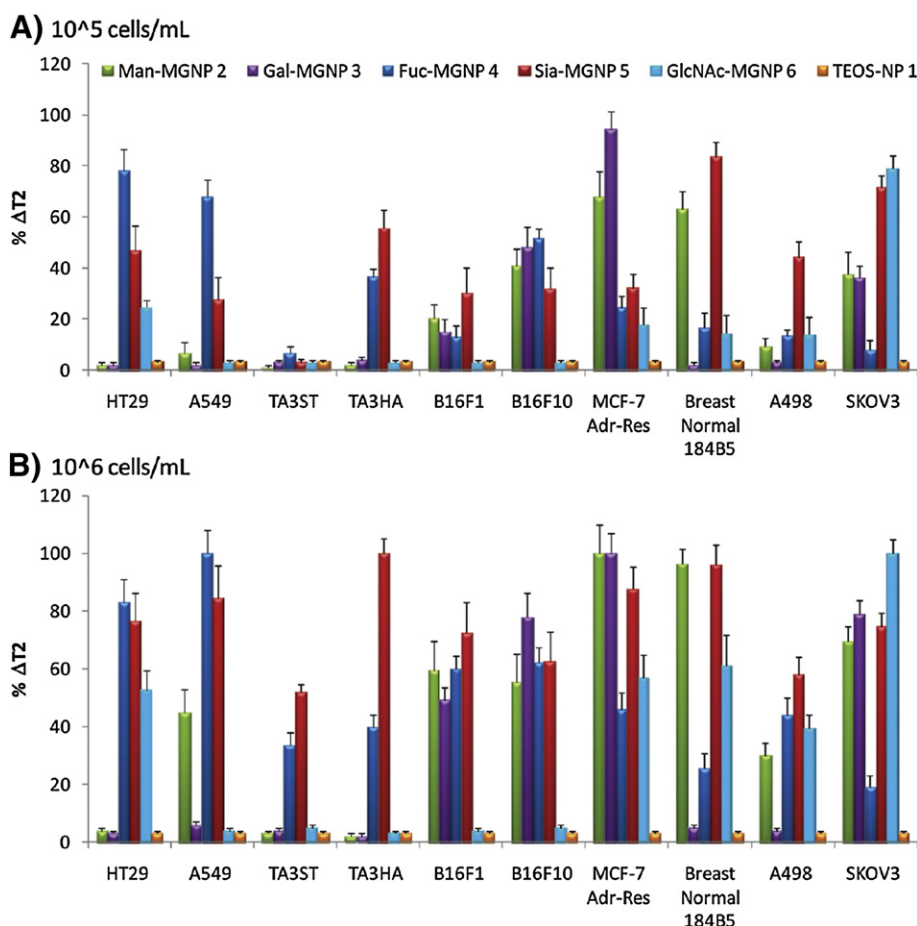 A) 10^5 cells/mL
120
Man-MGNP 2 Gal-MGNP 3 Fuc-MGNP 4 Sia-MGNP 5 GlcNAc-MGNP 6 TEOS-NP 1
100
80
60
40
20
0
% ΔT2
HT29 A549 TA3ST TA3HA B16F1 B16F10 MCF-7 Adr-Res Breast Normal 184B5 A498 SKOV3
B) 10^6 cells/mL
120
100
80
60
40
20
0
% ΔT2
HT29 A549 TA3ST TA3HA B16F1 B16F10 MCF-7 Adr-Res Breast Normal 184B5 A498 SKOV3